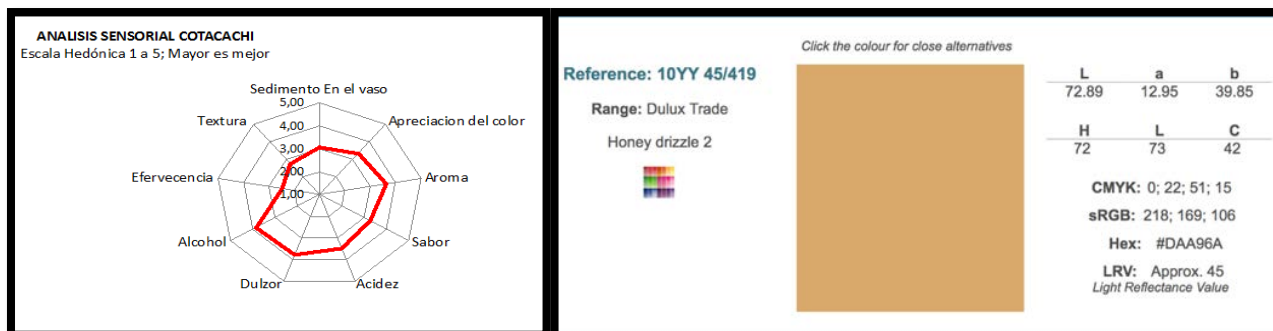 ANALISIS SENSORIAL COTACACHI
Escala Hedónica 1 a 5; Mayor es mejor
Sedimento En el vaso
5,00
Textura
4,00
Apreciacion del color
3,00
Efervecencia
2,00
Aroma
1,00
Alcohol
Sabor
Dulzor
Acidez
Click the colour for close alternatives
Reference: 10YY 45/419
Range: Dulux Trade
Honey drizzle 2
L a b
72.89 12.95 39.85
H L C
72 73 42
CMYK: 0; 22; 51; 15
sRGB: 218; 169; 106
Hex: #DAA96A
LRV: Approx. 45
Light Reflectance Value